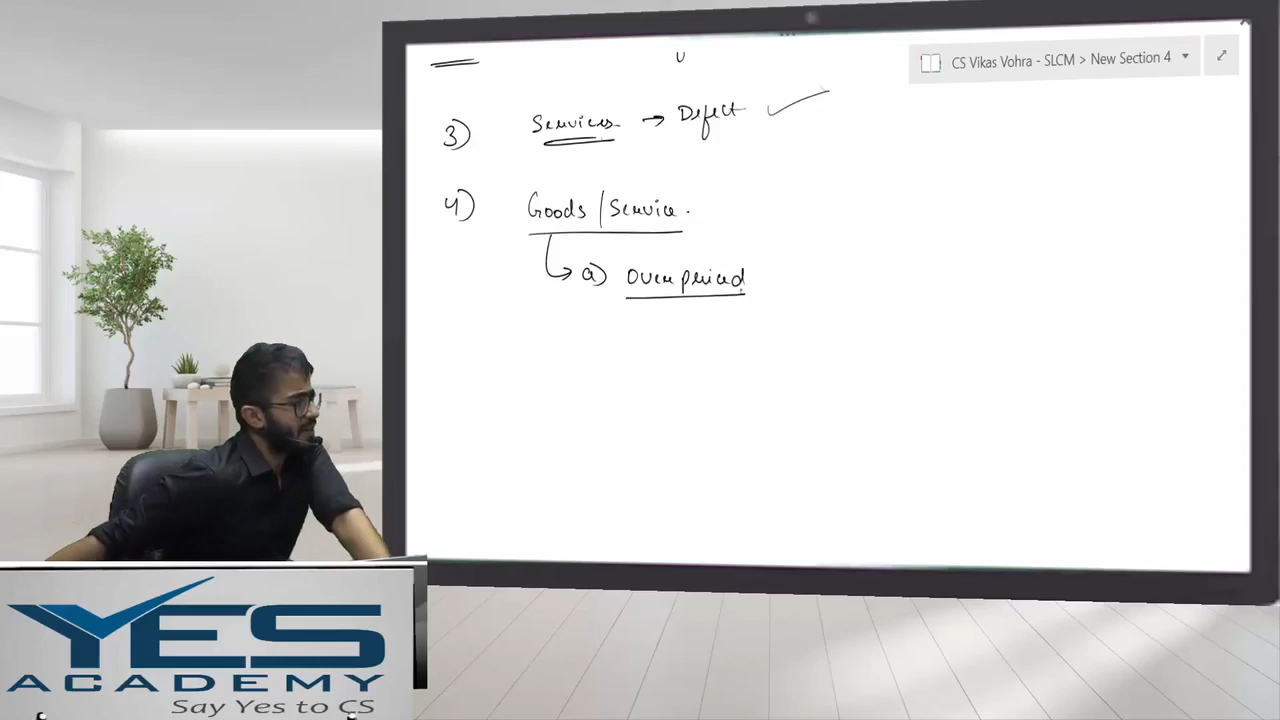 CS Vikas Vohra - SLCM > New Section 4
3) Services → Defect ✓
4) Goods / Service.
↳ a) Overpriced
YES
ACADEMY
Say Yes to CS